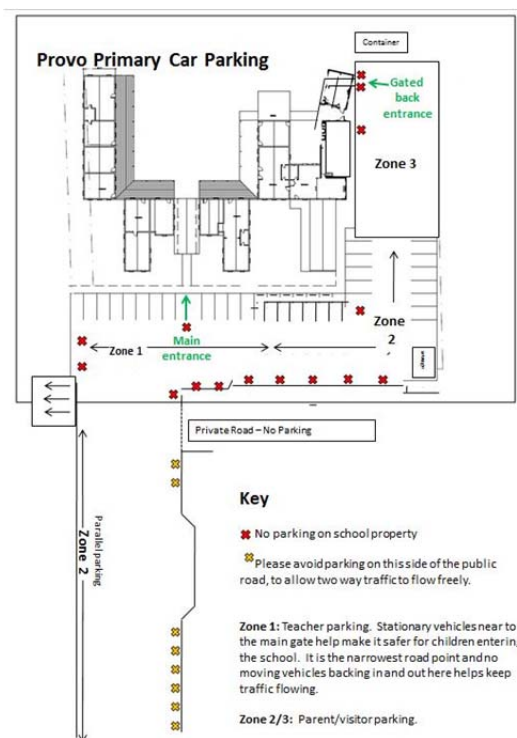 Container
Provo Primary Car Parking
Gated
back
entrance
Zone 3
Zone 1
Main
entrance
Zone
2
Private Road – No Parking
Parallel parking
Zone 2
Key
No parking on school property
Please avoid parking on this side of the public
road, to allow two way traffic to flow freely.
Zone 1: Teacher parking. Stationary vehicles near to
the main gate help make it safer for children entering
the school. It is the narrowest road point and no
moving vehicles backing in and out here helps keep
traffic flowing.
Zone 2/3: Parent/visitor parking.